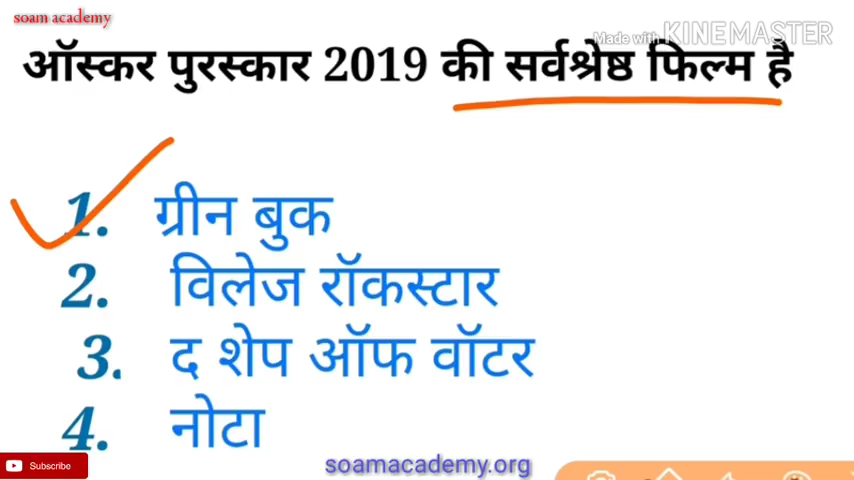 soam academy
Made with KINEMASTER
ऑस्कर पुरस्कार 2019 की सर्वश्रेष्ठ फिल्म है
1. ग्रीन बुक
2. विलेज रॉकस्टार
3. द शेप ऑफ वॉटर
4. नोटा
Subscribe
soamacademy.org